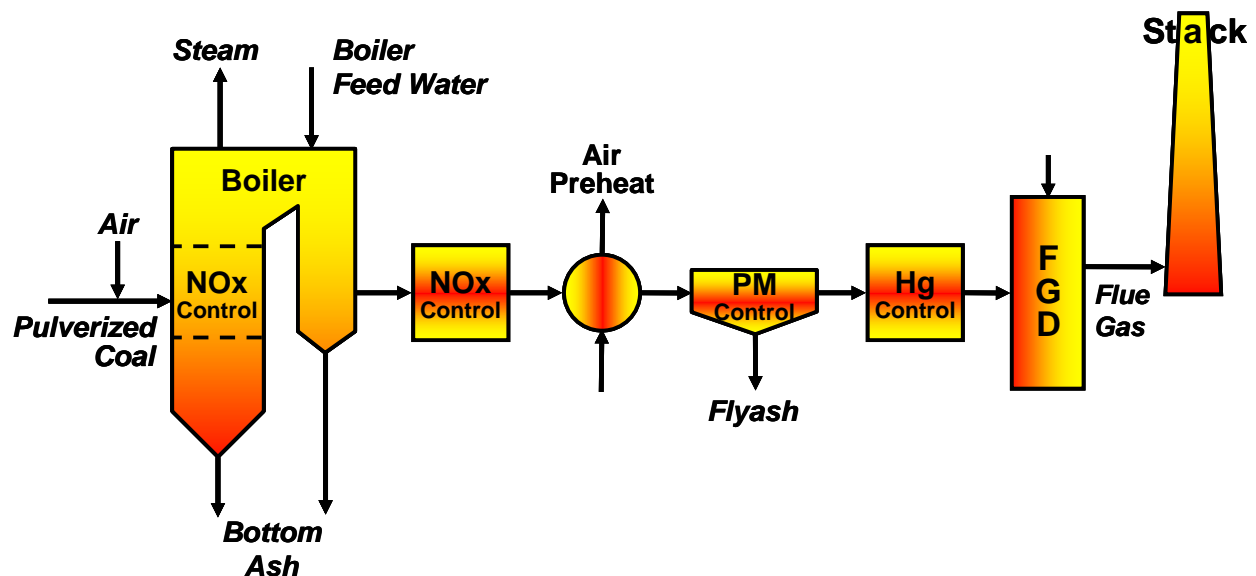 Stack
Steam
Boiler
Feed Water
Boiler
Air
Preheat
Air
NOx
Control
Pulverized
Coal
NOx
Control
PM
Control
Hg
Control
F
G
D
Flue
Gas
Flyash
Bottom
Ash